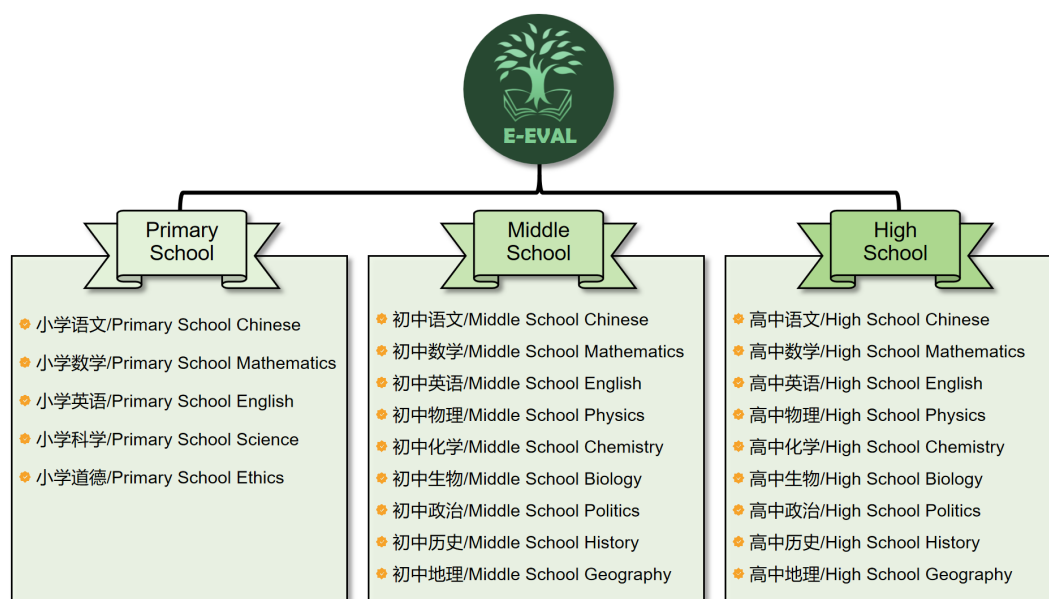 E-EVAL
Primary
School
小学语文/Primary School Chinese
小学数学/Primary School Mathematics
小学英语/Primary School English
小学科学/Primary School Science
小学道德/Primary School Ethics
Middle
School
初中语文/Middle School Chinese
初中数学/Middle School Mathematics
初中英语/Middle School English
初中物理/Middle School Physics
初中化学/Middle School Chemistry
初中生物/Middle School Biology
初中政治/Middle School Politics
初中历史/Middle School History
初中地理/Middle School Geography
High
School
高中语文/High School Chinese
高中数学/High School Mathematics
高中英语/High School English
高中物理/High School Physics
高中化学/High School Chemistry
高中生物/High School Biology
高中政治/High School Politics
高中历史/High School History
高中地理/High School Geography